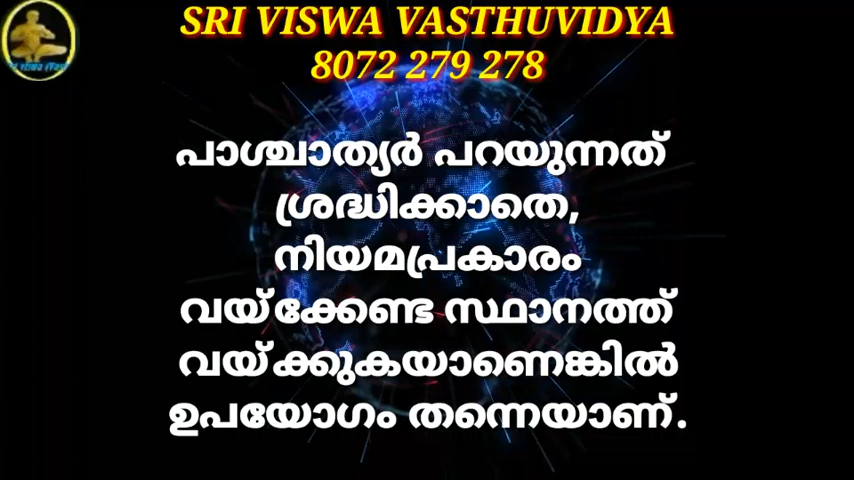 SRI VISWA VASTHUVIDYA
8072 279 278
പാശ്ചാത്യർ പറയുന്നത്
ശ്രദ്ധിക്കാതെ,
നിയമപ്രകാരം
വയ്ക്കേണ്ട സ്ഥാനത്ത്
വയ്ക്കുകയാണെങ്കിൽ
ഉപയോഗം തന്നെയാണ്.